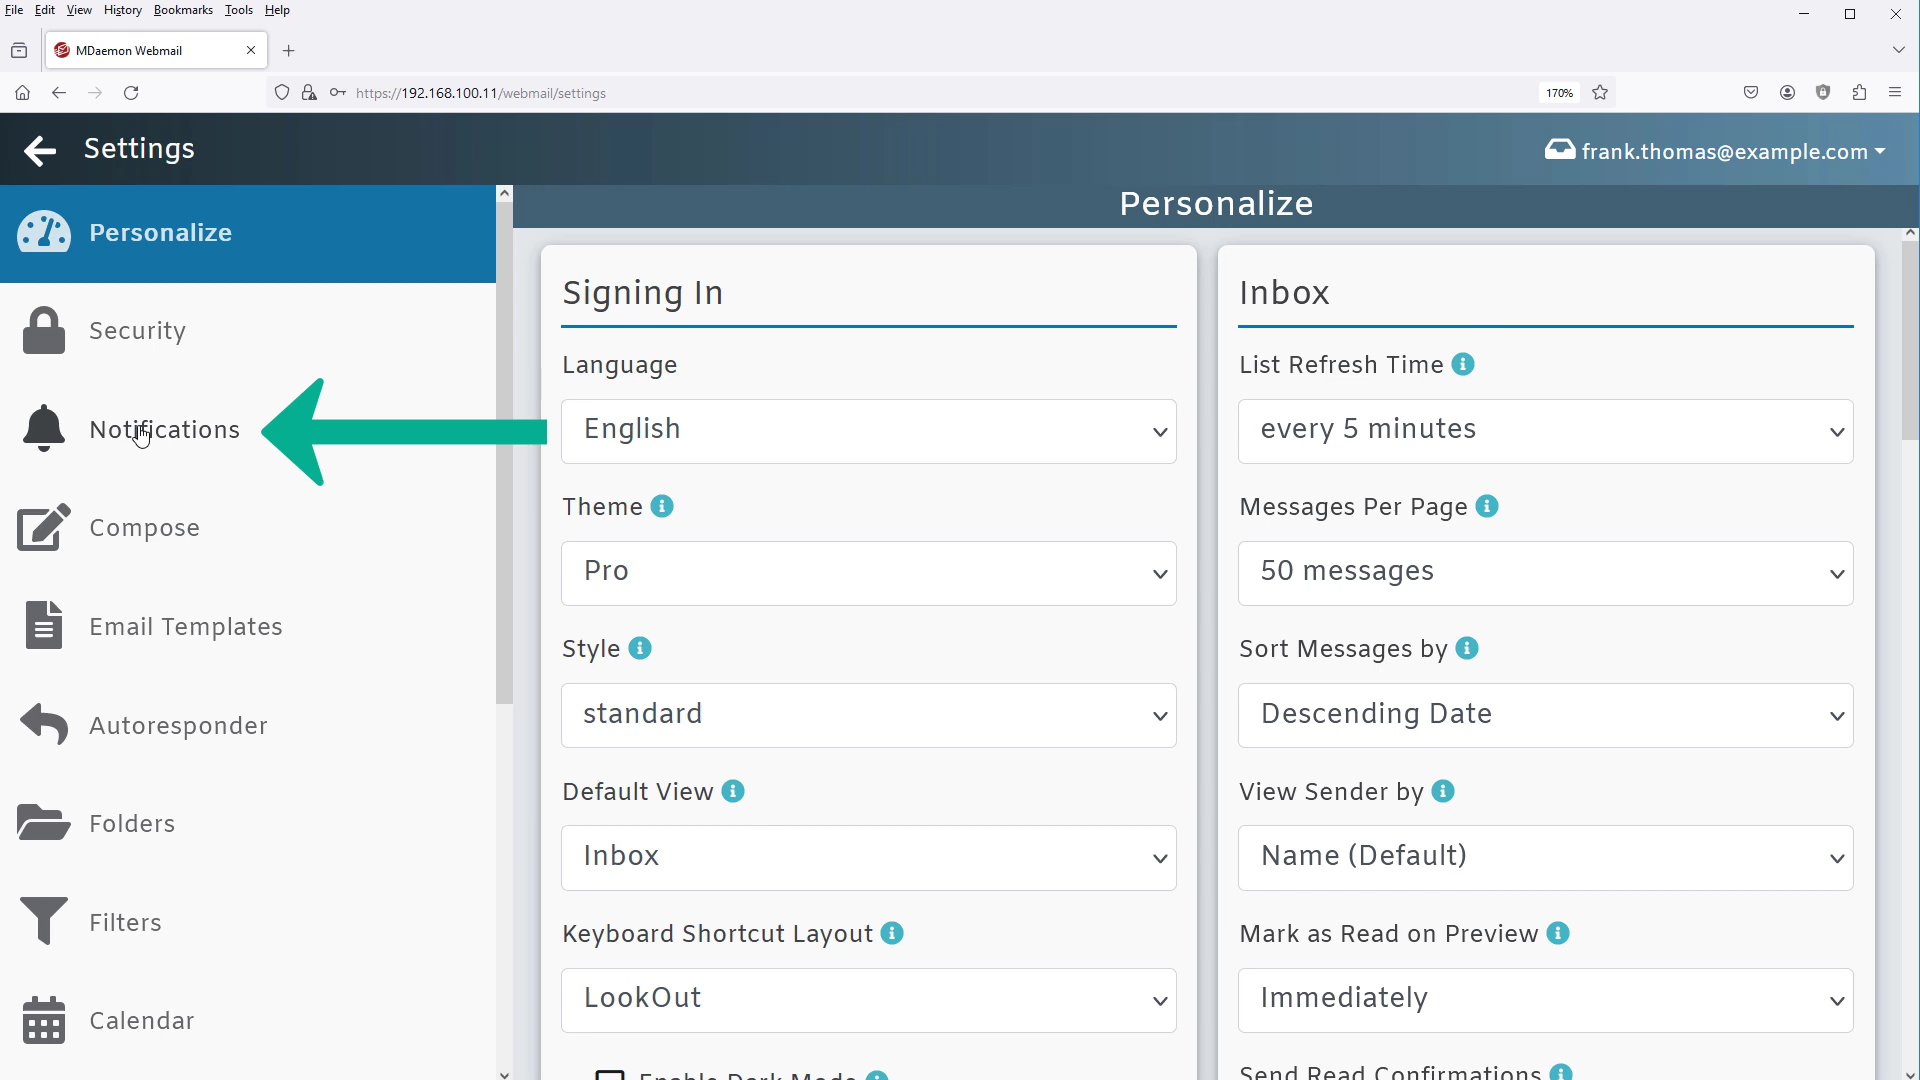 File Edit View History Bookmarks Tools Help
MDaemon Webmail
https://192.168.100.11/webmail/settings
170%
Settings
frank.thomas@example.com
Personalize
Security
Notifications
Compose
Email Templates
Autoresponder
Folders
Filters
Calendar
Personalize
Signing In
Language
English
Theme
Pro
Style
standard
Default View
Inbox
Keyboard Shortcut Layout
LookOut
Enable Dark Mode
Inbox
List Refresh Time
every 5 minutes
Messages Per Page
50 messages
Sort Messages by
Descending Date
View Sender by
Name (Default)
Mark as Read on Preview
Immediately
Send Read Confirmations